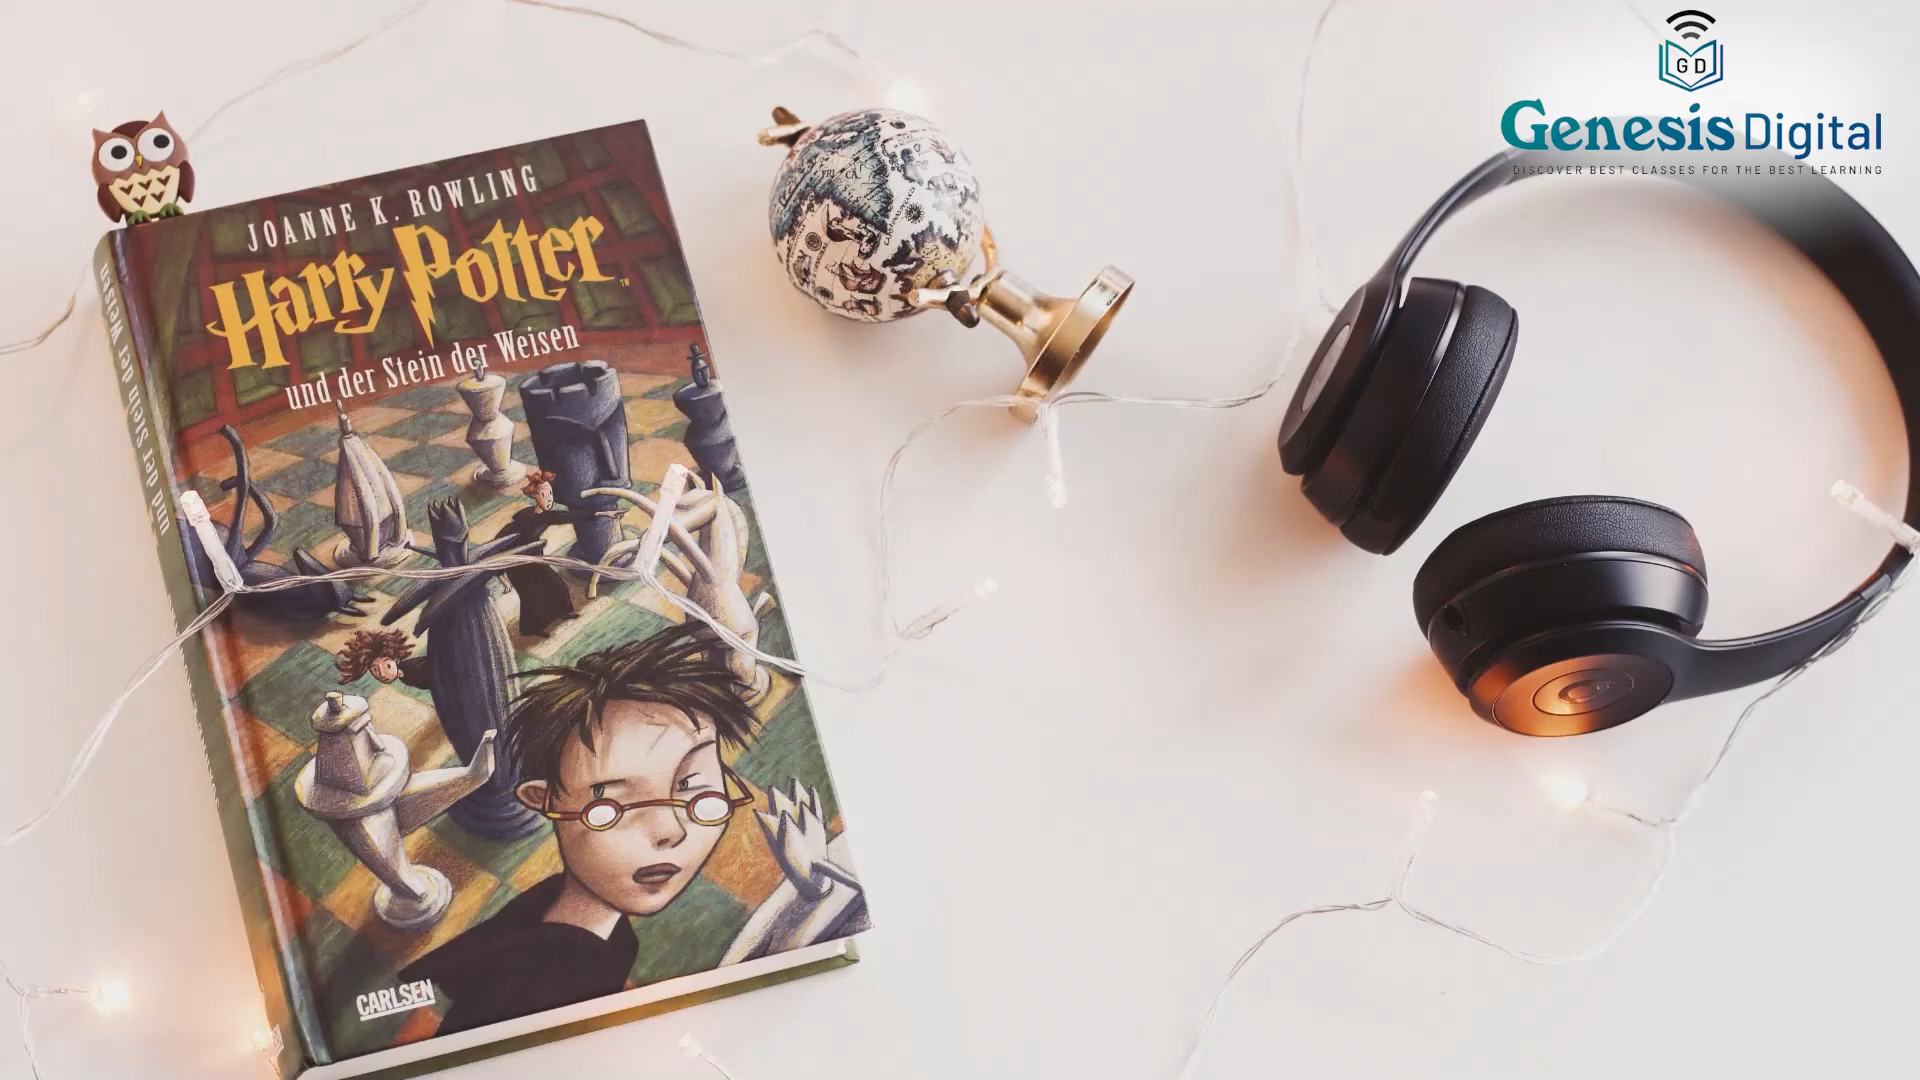 JOANNE K. ROWLING
Harry Potter™
und der Stein der Weisen
und der Stein der Weisen
CARLSEN
GD
Genesis Digital
DISCOVER BEST CLASSES FOR THE BEST LEARNING